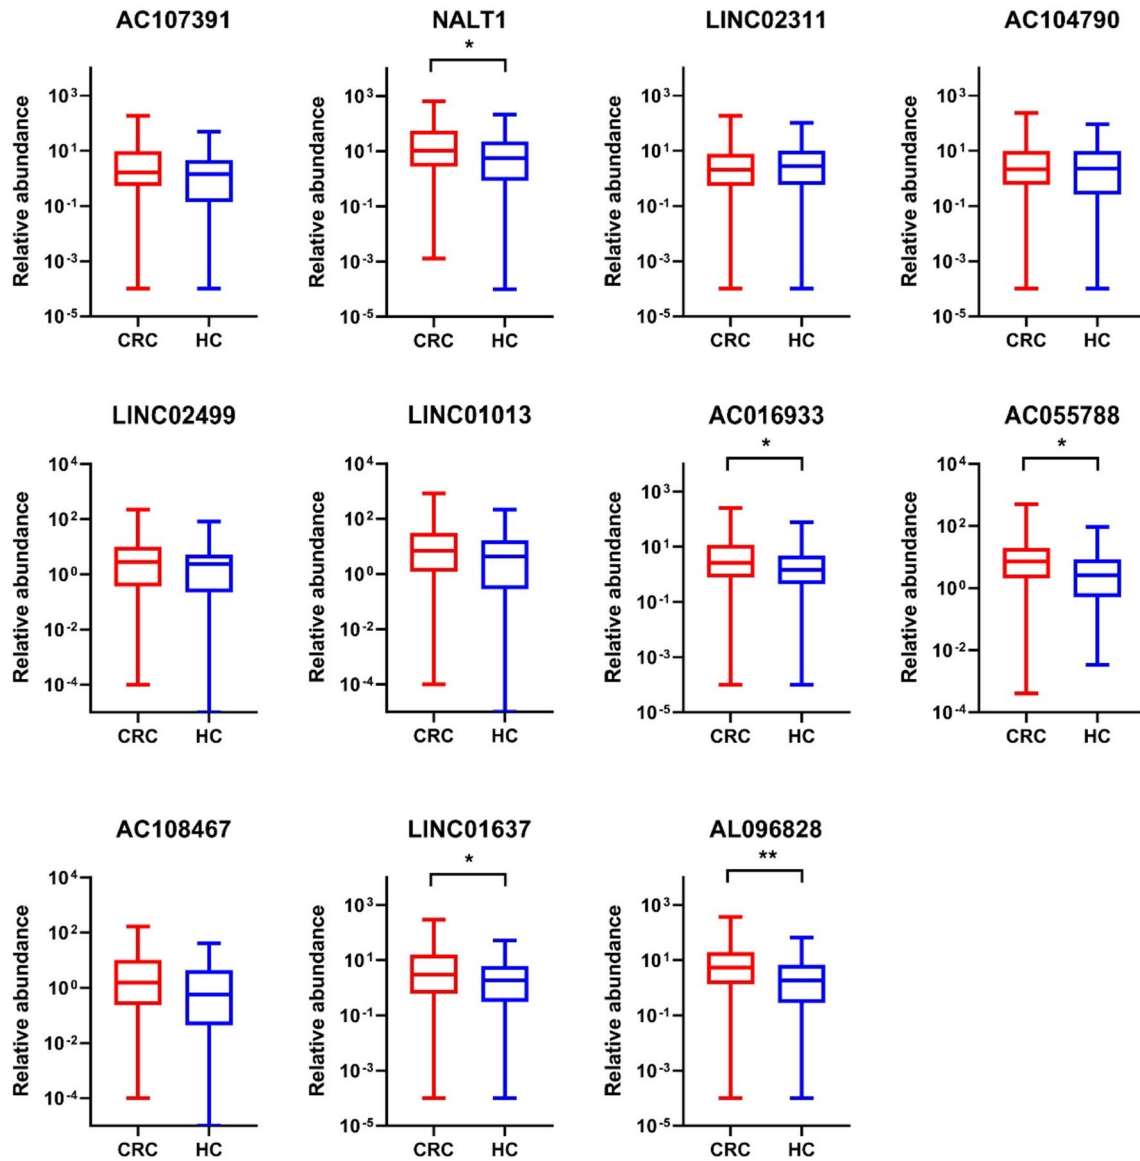 AC107391 NALT1 LINC02311 AC104790
* 
Relative abundance Relative abundance Relative abundance Relative abundance
10³ 10³ 10³ 10³
10¹ 10¹ 10¹ 10¹
10⁻¹ 10⁻¹ 10⁻¹ 10⁻¹
10⁻³ 10⁻³ 10⁻³ 10⁻³
10⁻⁵ 10⁻⁵ 10⁻⁵ 10⁻⁵
CRC HC CRC HC CRC HC CRC HC
LINC02499 LINC01013 AC016933 AC055788
* *
Relative abundance Relative abundance Relative abundance Relative abundance
10⁴ 10⁴ 10³ 10⁴
10² 10² 10¹ 10²
10⁰ 10⁰ 10⁻¹ 10⁰
10⁻² 10⁻² 10⁻³ 10⁻²
10⁻⁴ 10⁻⁴ 10⁻⁵ 10⁻⁴
CRC HC CRC HC CRC HC CRC HC
AC108467 LINC01637 AL096828
* **
Relative abundance Relative abundance Relative abundance
10⁴ 10³ 10³
10² 10¹ 10¹
10⁰ 10⁻¹ 10⁻¹
10⁻² 10⁻³ 10⁻³
10⁻⁴ 10⁻⁵ 10⁻⁵
CRC HC CRC HC CRC HC